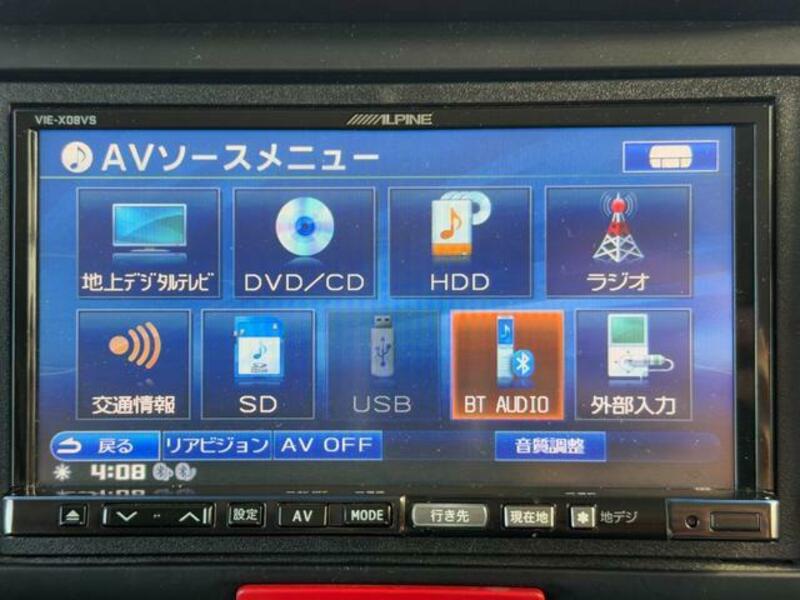 VIE-X08VS
ALPINE
AVソースメニュー
地上デジタルテレビ
DVD/CD
HDD
ラジオ
交通情報
SD
USB
BT AUDIO
外部入力
戻る
リアビジョン
AV OFF
音質調整
4:08
設定
AV
MODE
行き先
現在地
✱
地デジ